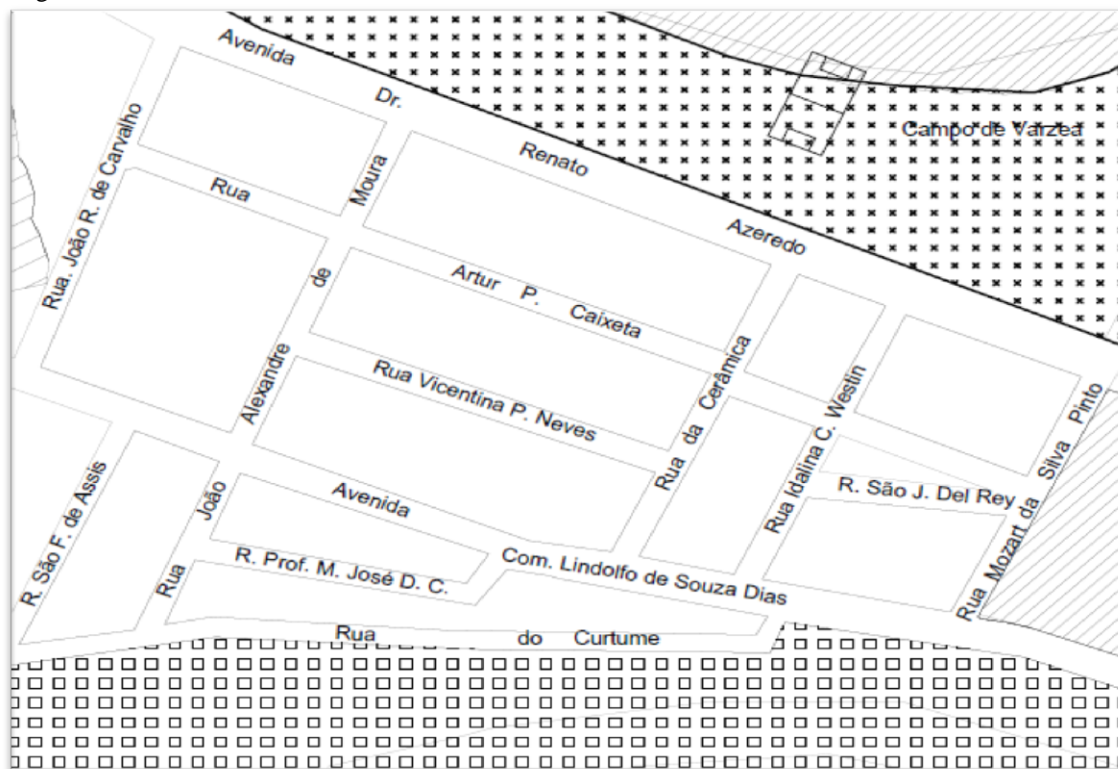 Avenida Dr. Renato Azeredo
Campo de Varzea
Rua. João R. de Carvalho
Rua Artur P. Caixeta
Rua João Alexandre de Moura
Rua Vicentina P. Neves
Rua da Cerâmica
Rua Idalina C. Westin
Rua Mozart da Silva Pinto
R. São J. Del Rey
R. São F. de Assis
Avenida Com. Lindolfo de Souza Dias
R. Prof. M. José D. C.
Rua do Curtume